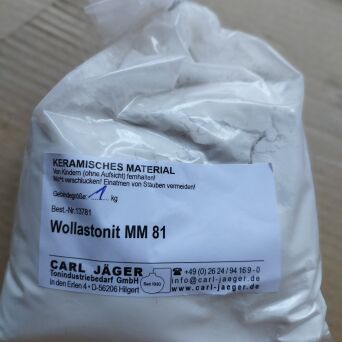 KERAMISCHES MATERIAL
Von Kindern (ohne Aufsicht) fernhalten!
Nicht verschlucken! Einatmen von Stäuben vermeiden!
Gebindegröße: 1 kg
Best.-Nr.13781
Wollastonit MM 81
CARL JÄGER
Tonindustriebedarf GmbH
In den Erlen 4 • D-56206 Hilgert
Seit 1930
☎ +49 (0) 26 24 / 94 16 9 - 0
info@carl-jaeger.de
www.carl-jaeger.de